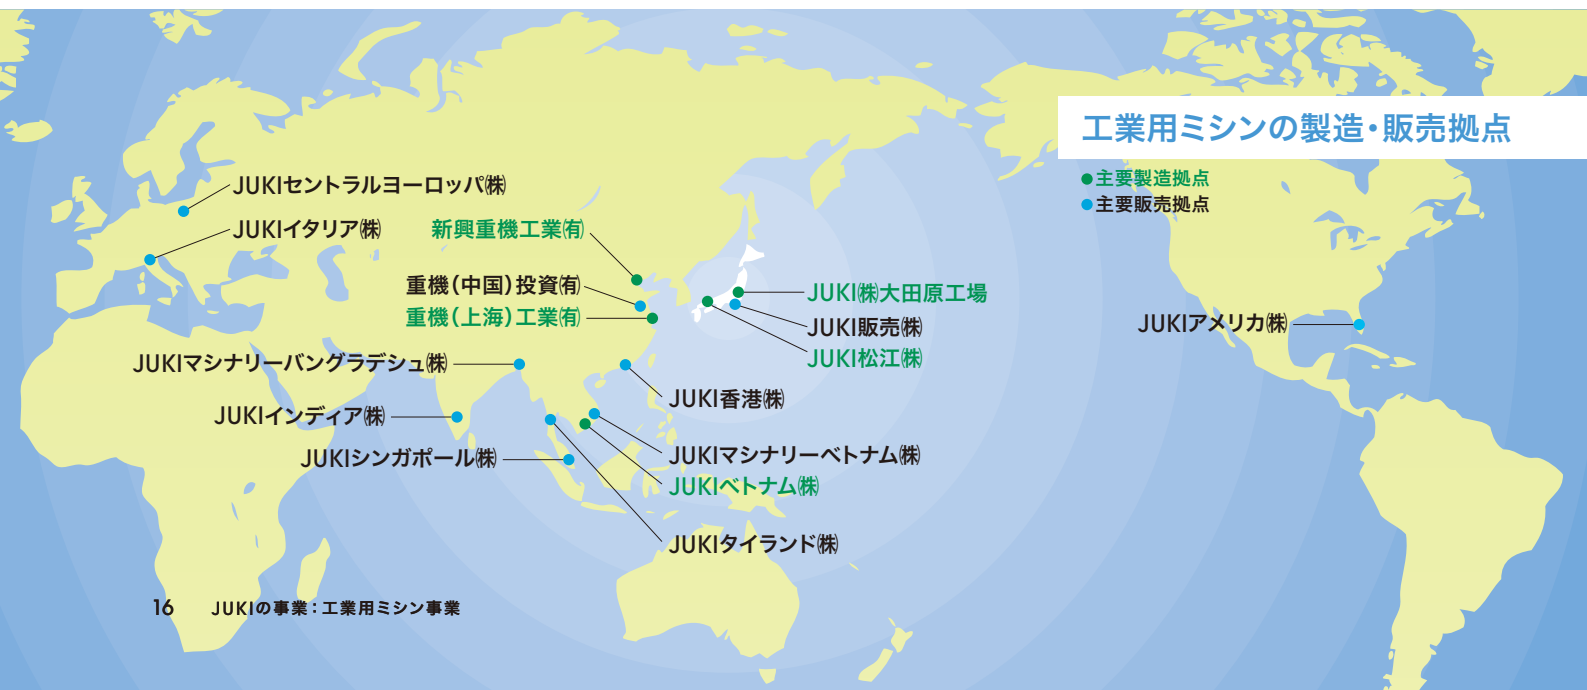 工業用ミシンの製造・販売拠点
●主要製造拠点
●主要販売拠点
JUKIセントラルヨーロッパ㈱
JUKIイタリア㈱
新興重機工業㈲
重機(中国)投資㈲
重機(上海)工業㈲
JUKI㈱大田原工場
JUKI販売㈱
JUKI松江㈱
JUKIアメリカ㈱
JUKIマシナリーバングラデシュ㈱
JUKI香港㈱
JUKIインディア㈱
JUKIシンガポール㈱
JUKIマシナリーベトナム㈱
JUKIベトナム㈱
JUKIタイランド㈱
16 JUKIの事業：工業用ミシン事業